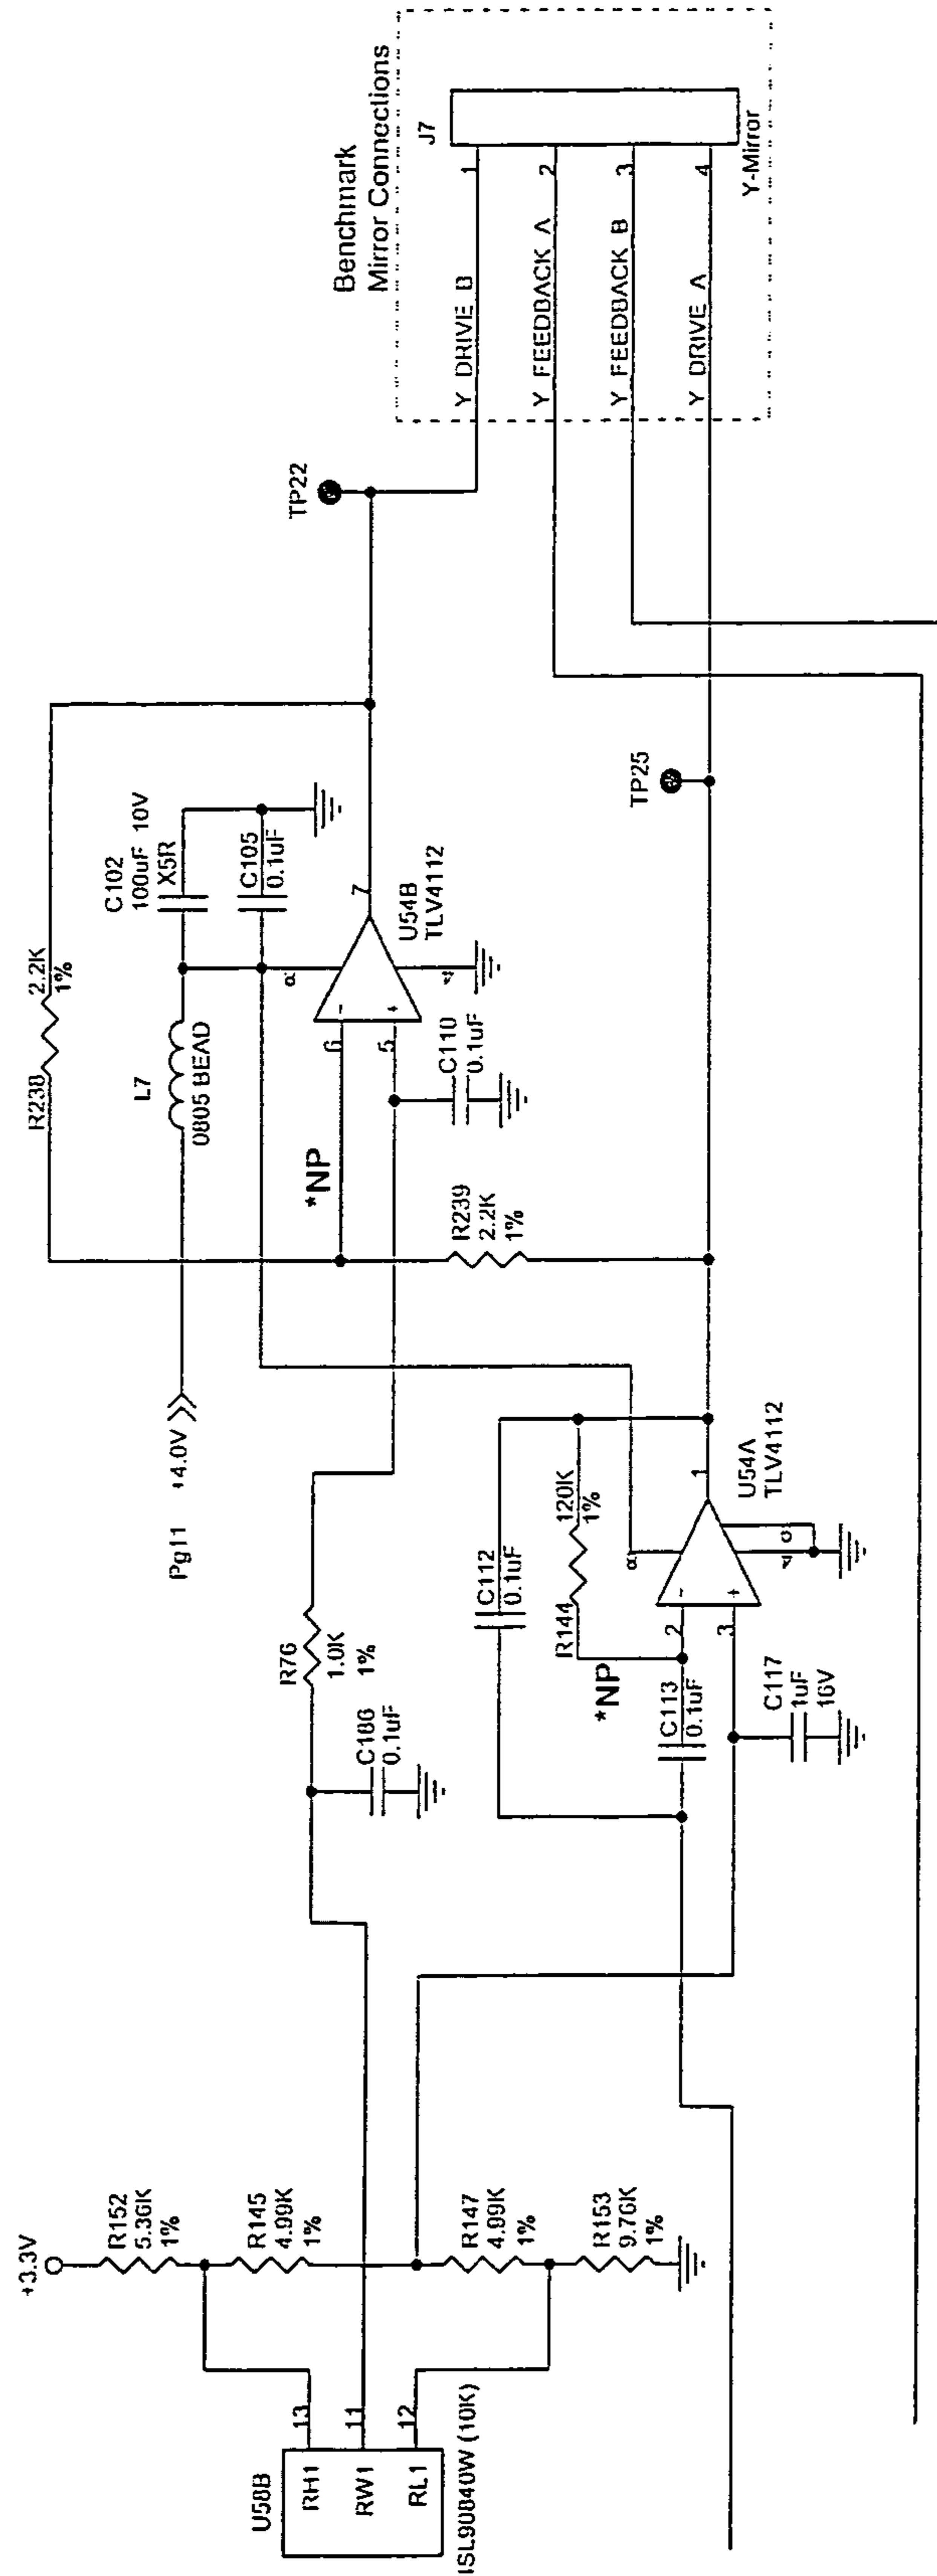 Benchmark
Mirror Connections
J7
1
2
3
4
Y DRIVE B
Y FEEDBACK A
Y FEEDBACK B
Y DRIVE A
Y-Mirror
TP22
TP25
R238
2.2K
1%
L7
0805 BEAD
C102
100uF 10V
X5R
C105
0.1uF
Pg11
+4.0V
*NP
6
5
-
+
8
4
7
U54B
TLV4112
C110
0.1uF
R239
2.2K
1%
R76
1.0K
1%
C186
0.1uF
C112
0.1uF
R144
120K
1%
*NP
C113
0.1uF
2
3
-
+
8
4
9
1
U54A
TLV4112
C117
1uF
16V
+3.3V
R152
5.36K
1%
R145
4.99K
1%
R147
4.99K
1%
R153
9.76K
1%
U58B
RH1
RW1
RL1
13
11
12
ISL90840W (10K)